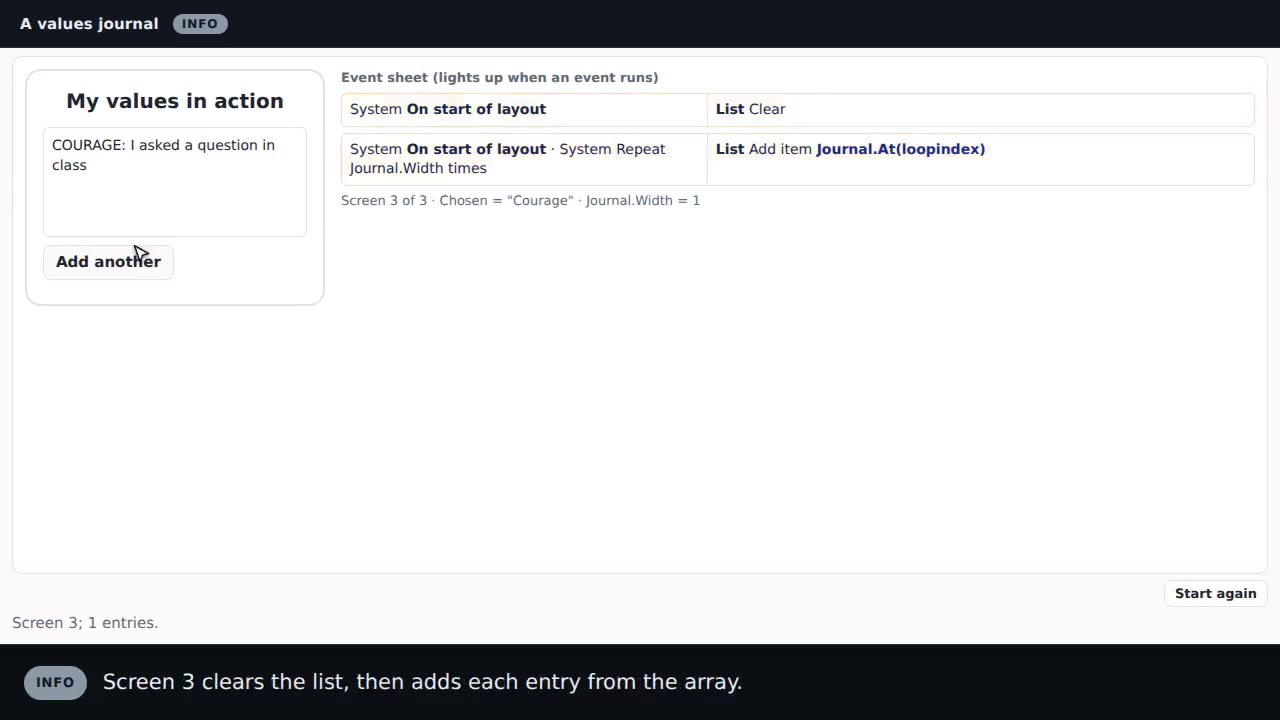 A values journal INFO
My values in action
COURAGE: I asked a question in
class
Add another
Event sheet (lights up when an event runs)
System On start of layout
List Clear
System On start of layout · System Repeat
Journal.Width times
List Add item Journal.At(loopindex)
Screen 3 of 3 · Chosen = "Courage" · Journal.Width = 1
Start again
Screen 3; 1 entries.
INFO Screen 3 clears the list, then adds each entry from the array.